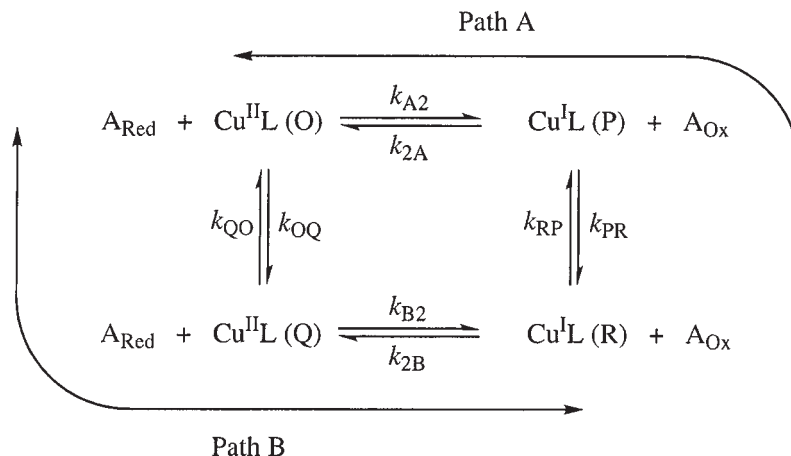 Path A
A_Red + Cu^II L (O) k_A2 Cu^I L (P) + A_Ox
k_2A
k_QO k_OQ k_RP k_PR
A_Red + Cu^II L (Q) k_B2 Cu^I L (R) + A_Ox
k_2B
Path B